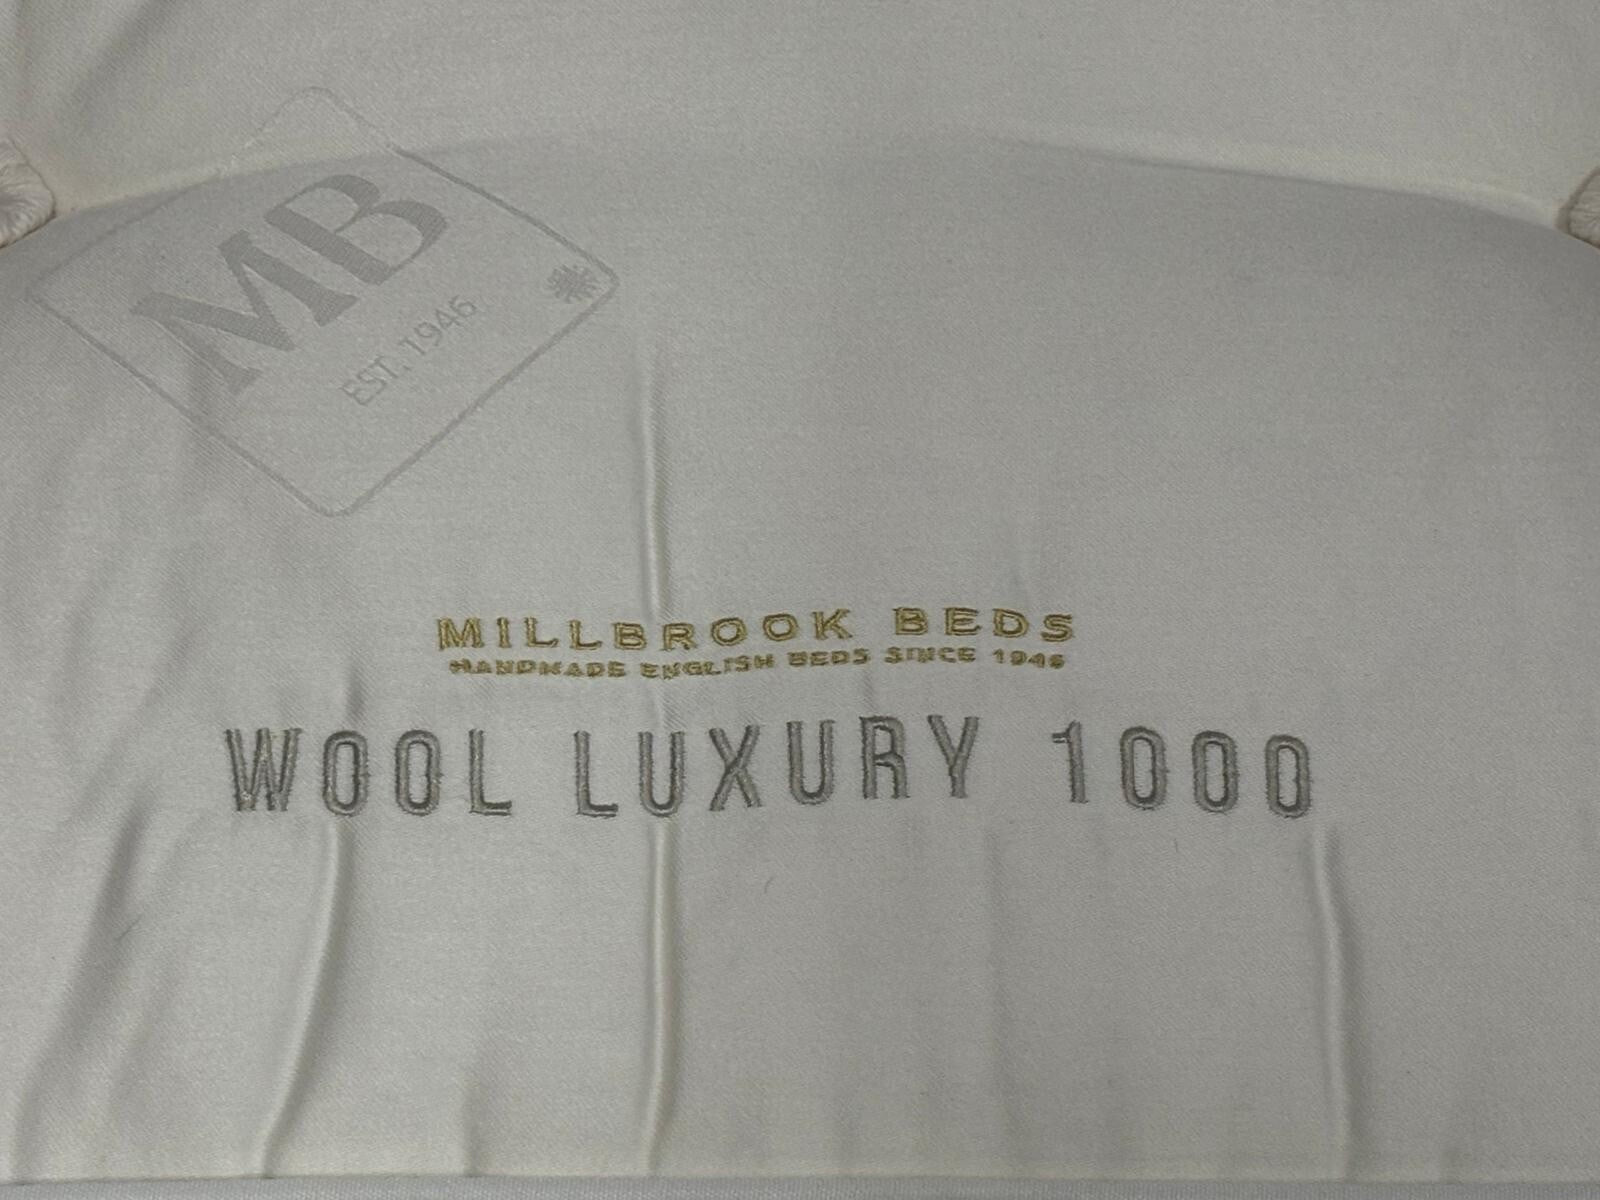 MB
EST. 1946
MILLBROOK BEDS
HANDMADE ENGLISH BEDS SINCE 1946
WOOL LUXURY 1000